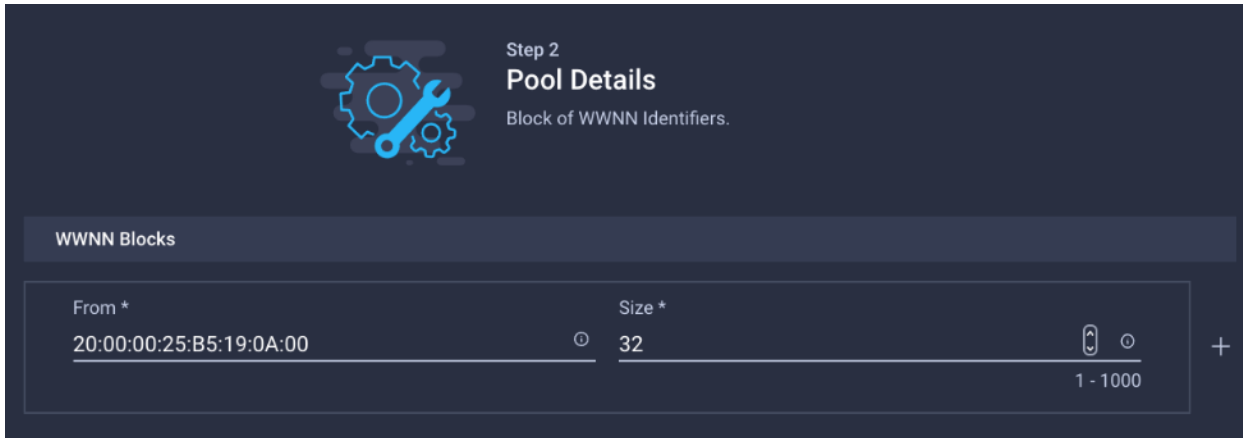 Step 2
Pool Details
Block of WWNN Identifiers.
WWNN Blocks
From * Size *
20:00:00:25:B5:19:0A:00 32
1 - 1000